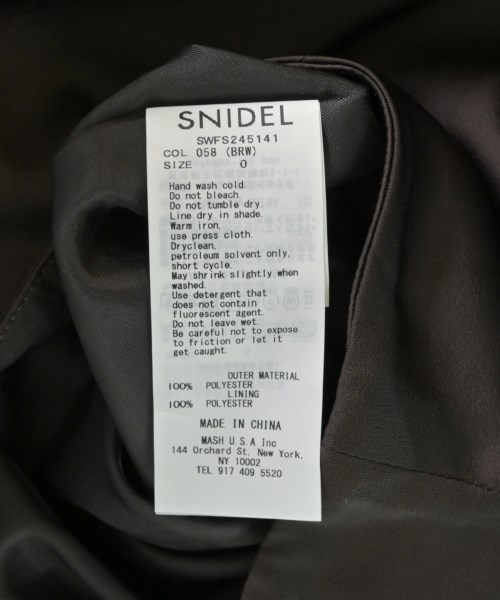 SNIDEL
SWFS245141
COL 058 (BRW)
SIZE 0
Hand wash cold.
Do not bleach.
Do not tumble dry.
Line dry in shade.
Warm iron,
use press cloth.
Dryclean,
petroleum solvent only,
short cycle.
May shrink slightly when
washed.
Use detergent that
does not contain
fluorescent agent.
Do not leave wet.
Be careful not to expose
to friction or let it
get caught.
OUTER MATERIAL
100% POLYESTER
LINING
100% POLYESTER
MADE IN CHINA
MASH U.S.A Inc
144 Orchard St, New York,
NY 10002
TEL 917 409 5520